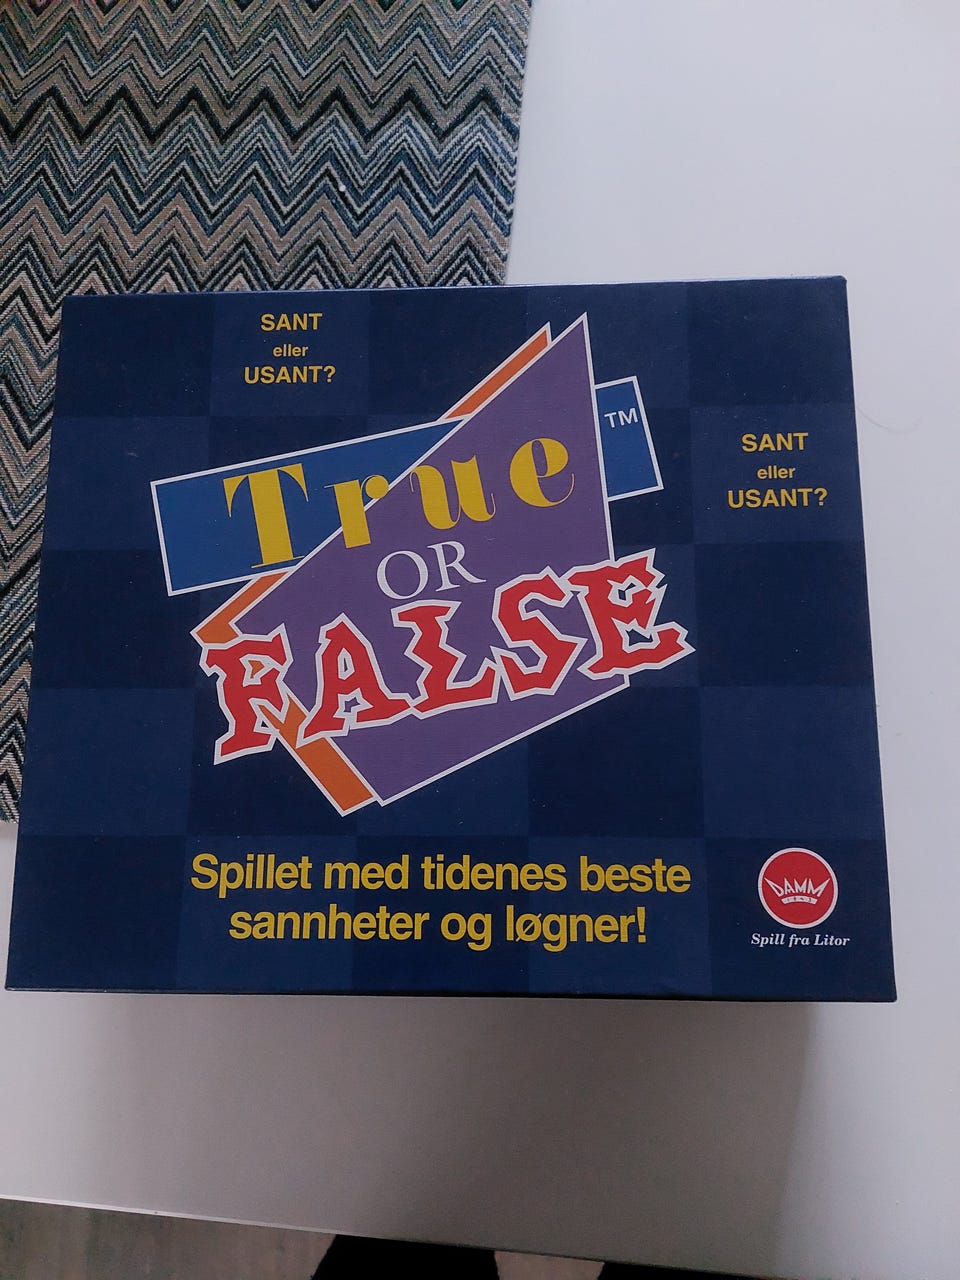 SANT
eller
USANT?
True
TM
OR
FALSE
SANT
eller
USANT?
Spillet med tidenes beste
sannheter og løgner!
DAMM
1843
Spill fra Litor